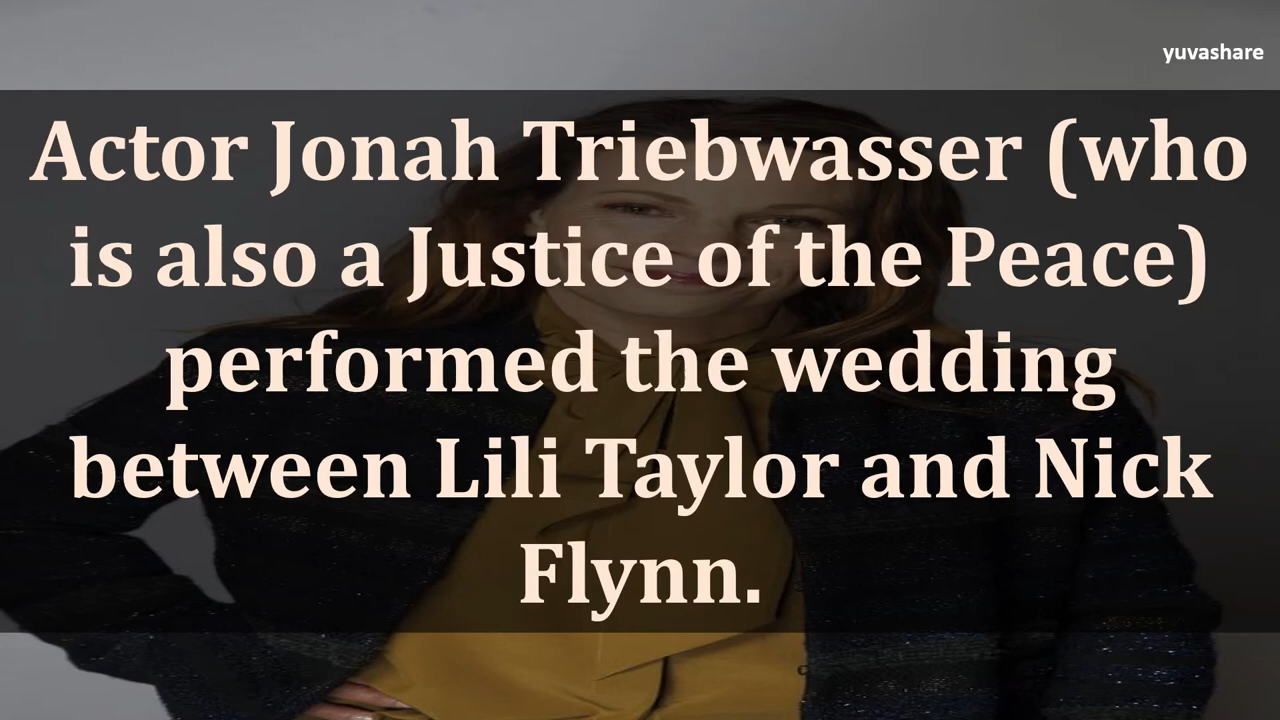 yuvashare
Actor Jonah Triebwasser (who
is also a Justice of the Peace)
performed the wedding
between Lili Taylor and Nick
Flynn.